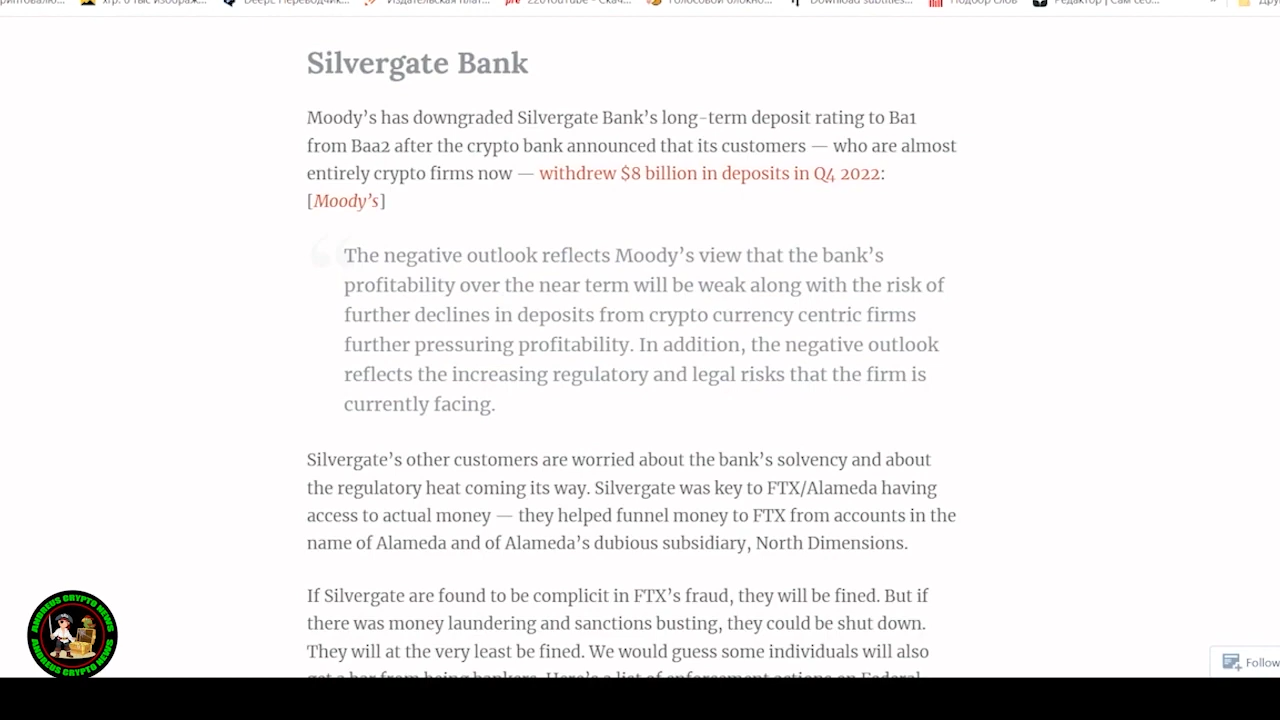 Silvergate Bank
Moody’s has downgraded Silvergate Bank’s long-term deposit rating to Ba1
from Baa2 after the crypto bank announced that its customers — who are almost
entirely crypto firms now — withdrew $8 billion in deposits in Q4 2022:
[Moody’s]
“
The negative outlook reflects Moody’s view that the bank’s
profitability over the near term will be weak along with the risk of
further declines in deposits from crypto currency centric firms
further pressuring profitability. In addition, the negative outlook
reflects the increasing regulatory and legal risks that the firm is
currently facing.
Silvergate’s other customers are worried about the bank’s solvency and about
the regulatory heat coming its way. Silvergate was key to FTX/Alameda having
access to actual money — they helped funnel money to FTX from accounts in the
name of Alameda and of Alameda’s dubious subsidiary, North Dimensions.
If Silvergate are found to be complicit in FTX’s fraud, they will be fined. But if
there was money laundering and sanctions busting, they could be shut down.
They will at the very least be fined. We would guess some individuals will also
Follow
ANDREUS CRYPTO NEWS
ANDREUS CRYPTO NEWS